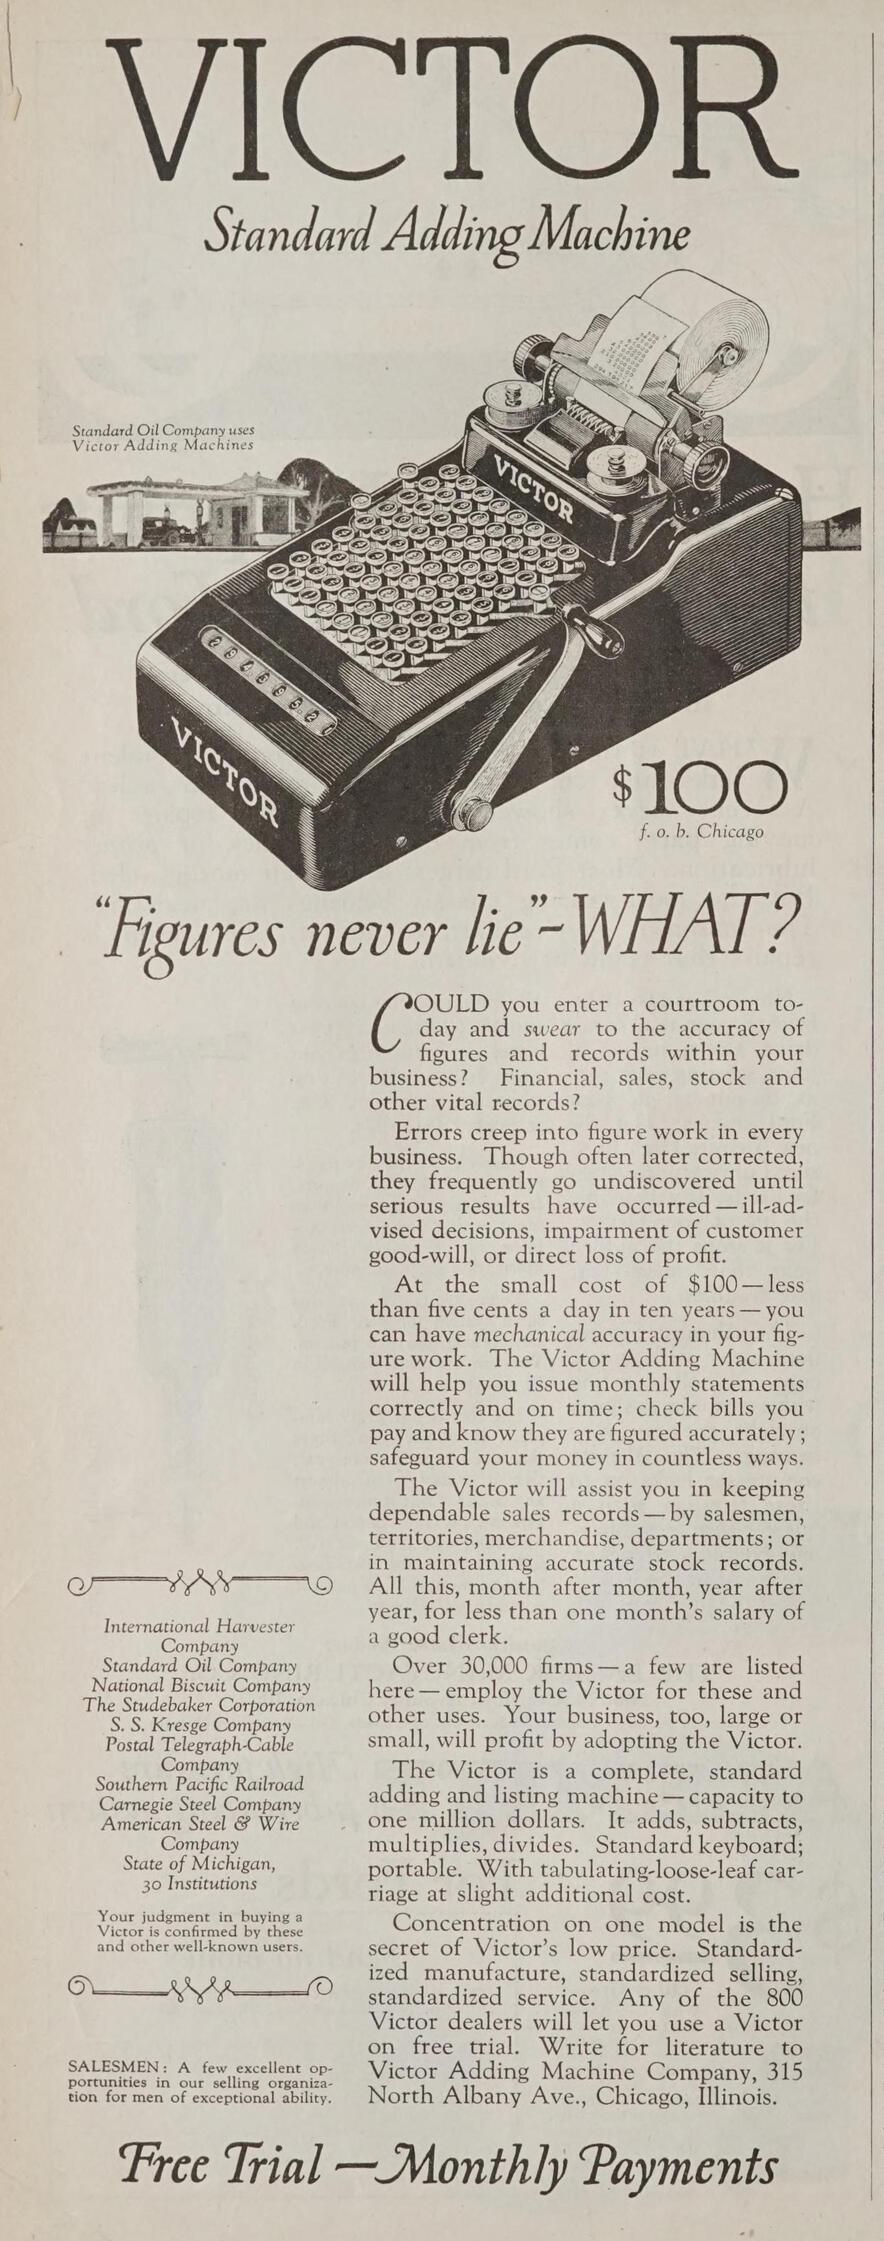 VICTOR
Standard Adding Machine
Standard Oil Company uses
Victor Adding Machines
VICTOR
VICTOR
$100
f. o. b. Chicago
"Figures never lie"-WHAT?
COULD you enter a courtroom to-
day and swear to the accuracy of
figures and records within your
business? Financial, sales, stock and
other vital records?
Errors creep into figure work in every
business. Though often later corrected,
they frequently go undiscovered until
serious results have occurred—ill-ad-
vised decisions, impairment of customer
good-will, or direct loss of profit.
At the small cost of $100—less
than five cents a day in ten years—you
can have mechanical accuracy in your fig-
ure work. The Victor Adding Machine
will help you issue monthly statements
correctly and on time; check bills you
pay and know they are figured accurately;
safeguard your money in countless ways.
The Victor will assist you in keeping
dependable sales records—by salesmen,
territories, merchandise, departments; or
in maintaining accurate stock records.
All this, month after month, year after
year, for less than one month's salary of
a good clerk.
Over 30,000 firms—a few are listed
here—employ the Victor for these and
other uses. Your business, too, large or
small, will profit by adopting the Victor.
The Victor is a complete, standard
adding and listing machine—capacity to
one million dollars. It adds, subtracts,
multiplies, divides. Standard keyboard;
portable. With tabulating-loose-leaf car-
riage at slight additional cost.
Concentration on one model is the
secret of Victor's low price. Standard-
ized manufacture, standardized selling,
standardized service. Any of the 800
Victor dealers will let you use a Victor
on free trial. Write for literature to
Victor Adding Machine Company, 315
North Albany Ave., Chicago, Illinois.
International Harvester
Company
Standard Oil Company
National Biscuit Company
The Studebaker Corporation
S. S. Kresge Company
Postal Telegraph-Cable
Company
Southern Pacific Railroad
Carnegie Steel Company
American Steel & Wire
Company
State of Michigan,
30 Institutions
Your judgment in buying a
Victor is confirmed by these
and other well-known users.
SALESMEN: A few excellent op-
portunities in our selling organiza-
tion for men of exceptional ability.
Free Trial—Monthly Payments